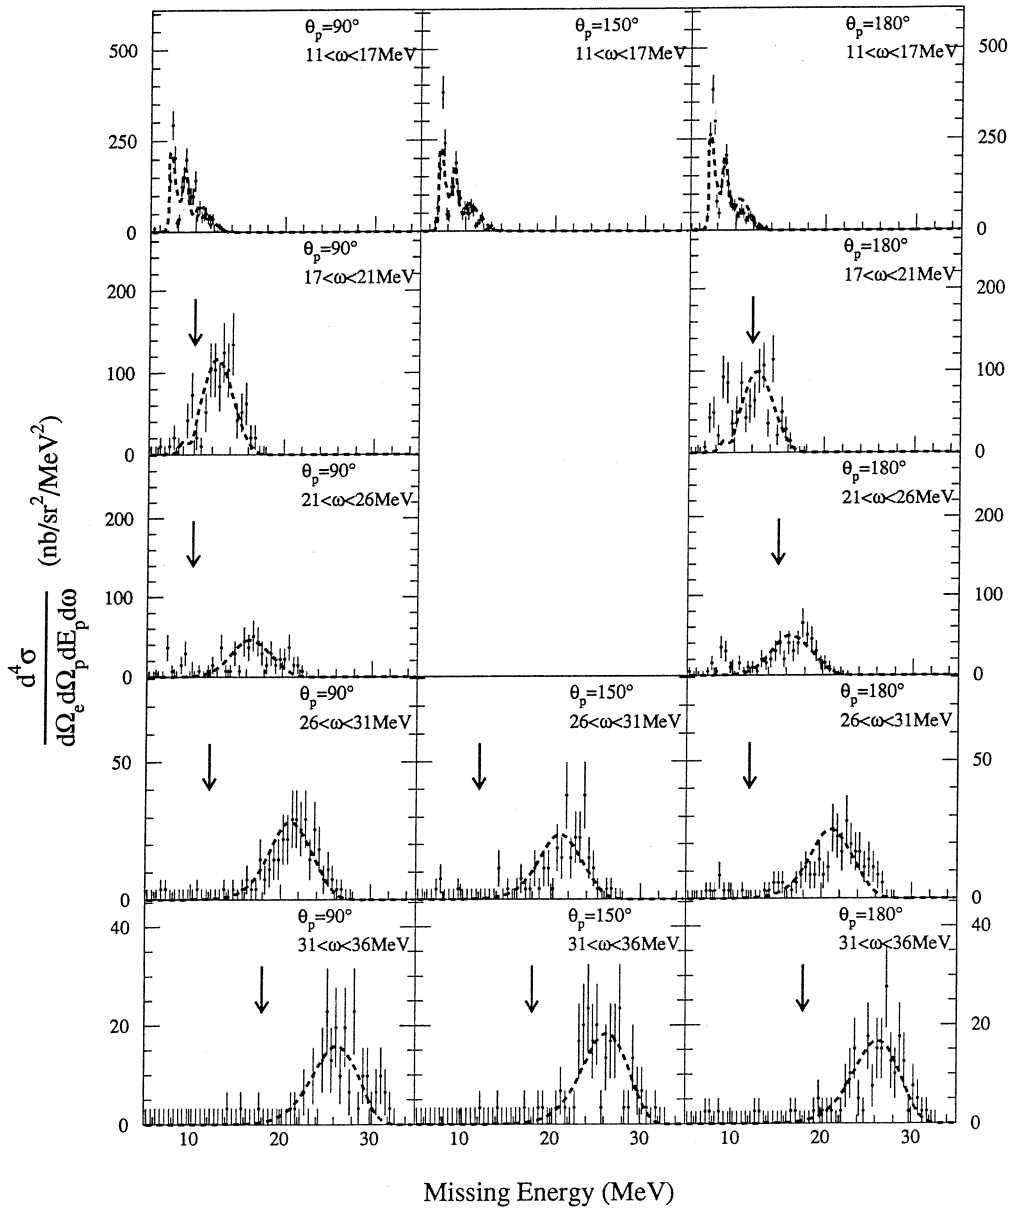 θp=90° θp=150° θp=180°
11<ω<17MeV 11<ω<17MeV 11<ω<17MeV
500 500
250 250
0 0
θp=90° θp=180°
17<ω<21MeV 17<ω<21MeV
200 200
100 100
0 0
θp=90° θp=180°
21<ω<26MeV 21<ω<26MeV
200 200
100 100
0 0
d⁴σ
dΩe dΩp dEp dω (nb/sr²/MeV²)
θp=90° θp=150° θp=180°
26<ω<31MeV 26<ω<31MeV 26<ω<31MeV
50 50
0 0
θp=90° θp=150° θp=180°
31<ω<36MeV 31<ω<36MeV 31<ω<36MeV
40 40
20 20
0 0
10 20 30 10 20 30 10 20 30
Missing Energy (MeV)